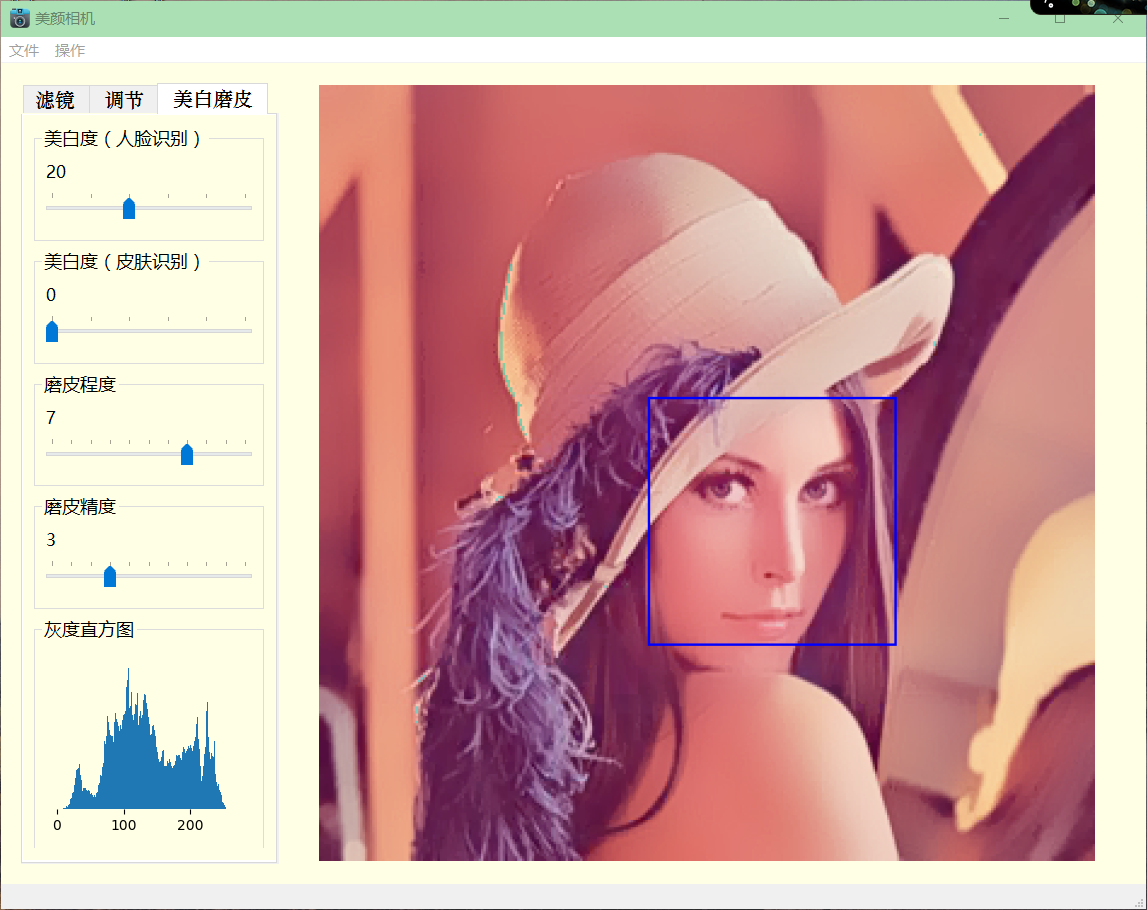 美颜相机
文件 操作
滤镜 调节 美白磨皮
美白度（人脸识别）
20
美白度（皮肤识别）
0
磨皮程度
7
磨皮精度
3
灰度直方图
0 100 200